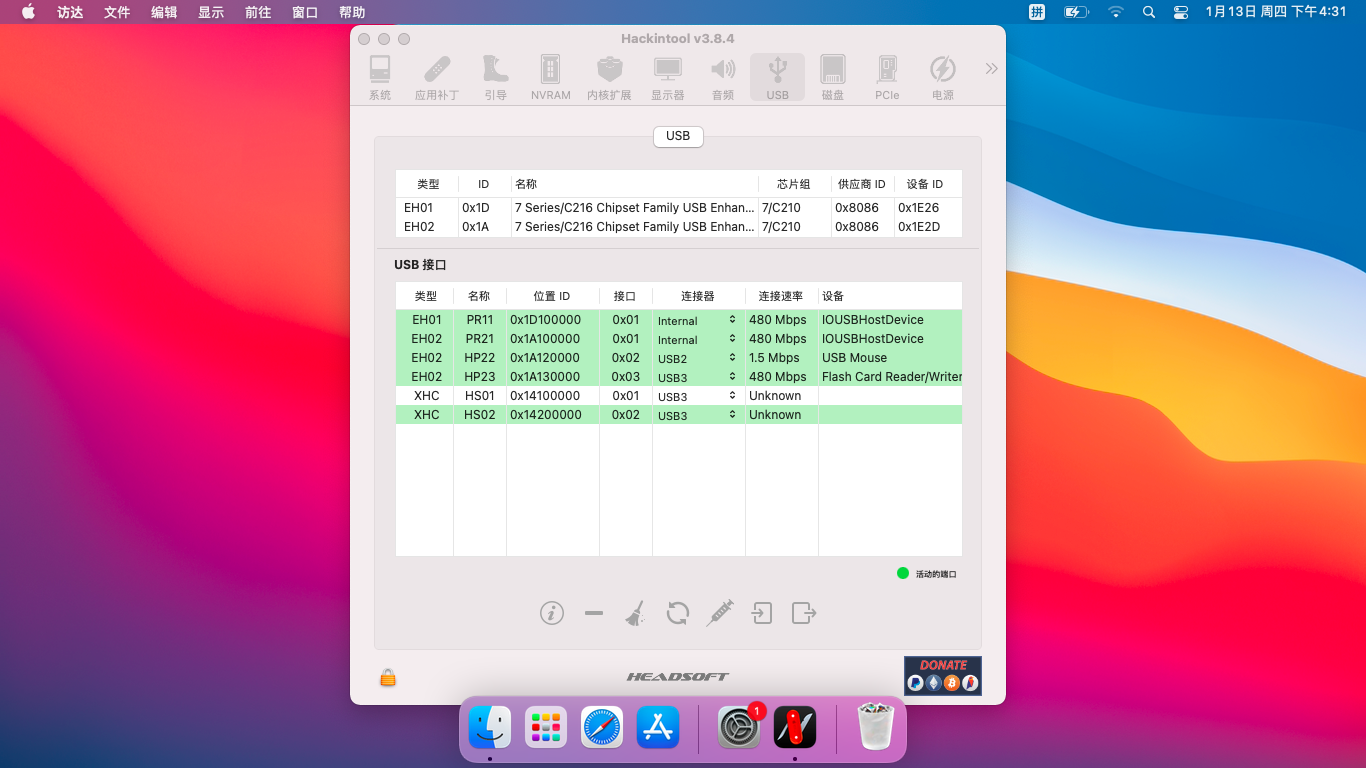 访达 文件 编辑 显示 前往 窗口 帮助 拼 1月13日 周四 下午4:31
Hackintool v3.8.4
系统 应用补丁 引导 NVRAM 内核扩展 显示器 音频 USB 磁盘 PCIe 电源
USB
类型 ID 名称 芯片组 供应商 ID 设备 ID
EH01 0x1D 7 Series/C216 Chipset Family USB Enhan... 7/C210 0x8086 0x1E26
EH02 0x1A 7 Series/C216 Chipset Family USB Enhan... 7/C210 0x8086 0x1E2D
USB 接口
类型 名称 位置 ID 接口 连接器 连接速率 设备
EH01 PR11 0x1D100000 0x01 Internal 480 Mbps IOUSBHostDevice
EH02 PR21 0x1A100000 0x01 Internal 480 Mbps IOUSBHostDevice
EH02 HP22 0x1A120000 0x02 USB2 1.5 Mbps USB Mouse
EH02 HP23 0x1A130000 0x03 USB3 480 Mbps Flash Card Reader/Writer
XHC HS01 0x14100000 0x01 USB3 Unknown
XHC HS02 0x14200000 0x02 USB3 Unknown
活动的端口
HEADSOFT
DONATE
1